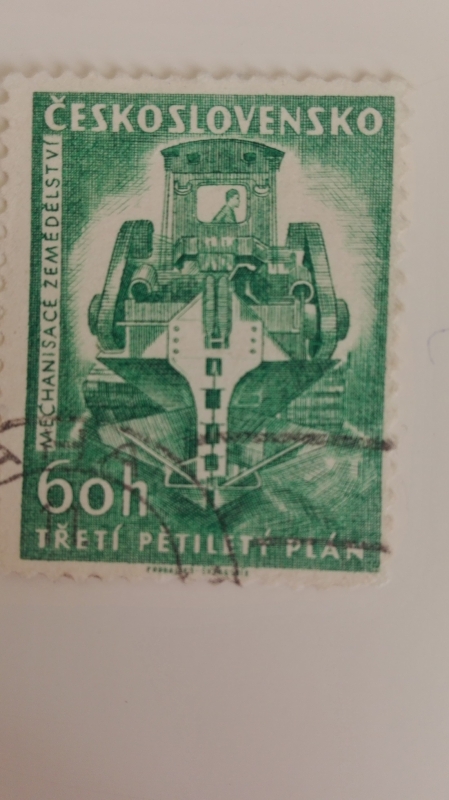 ČESKOSLOVENSKO
MECHANISACE ZEMĚDĚLSTVÍ
60h
TŘETÍ PĚTILETÝ PLÁN